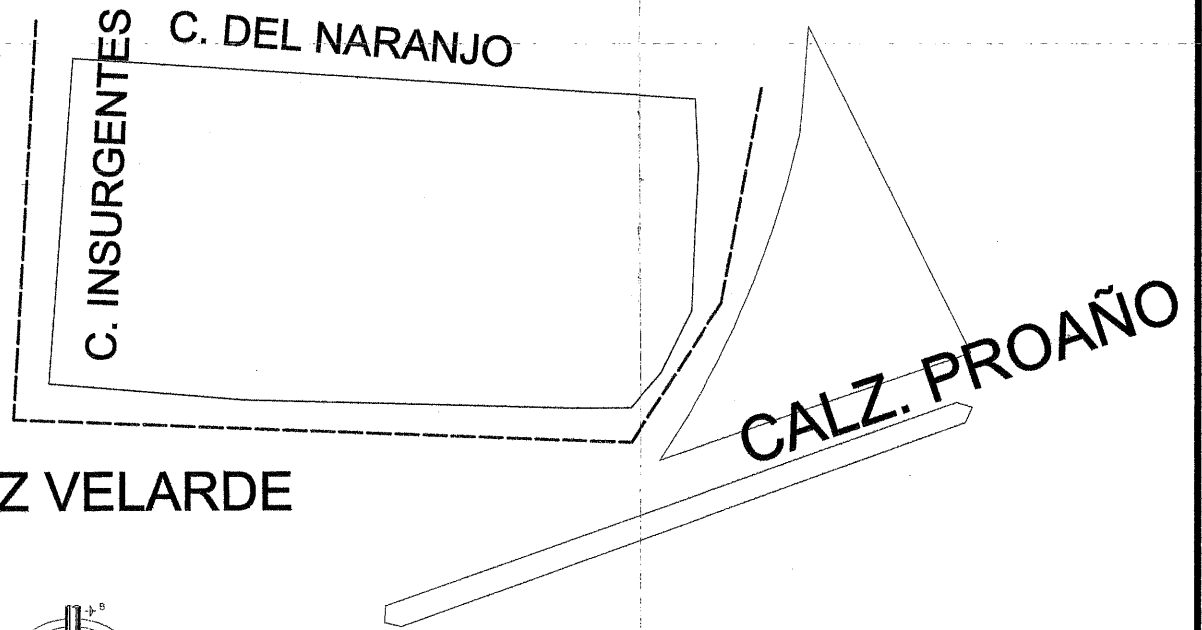 C. DEL NARANJO
C. INSURGENTES
CALZ. PROAÑO
Z VELARDE
B